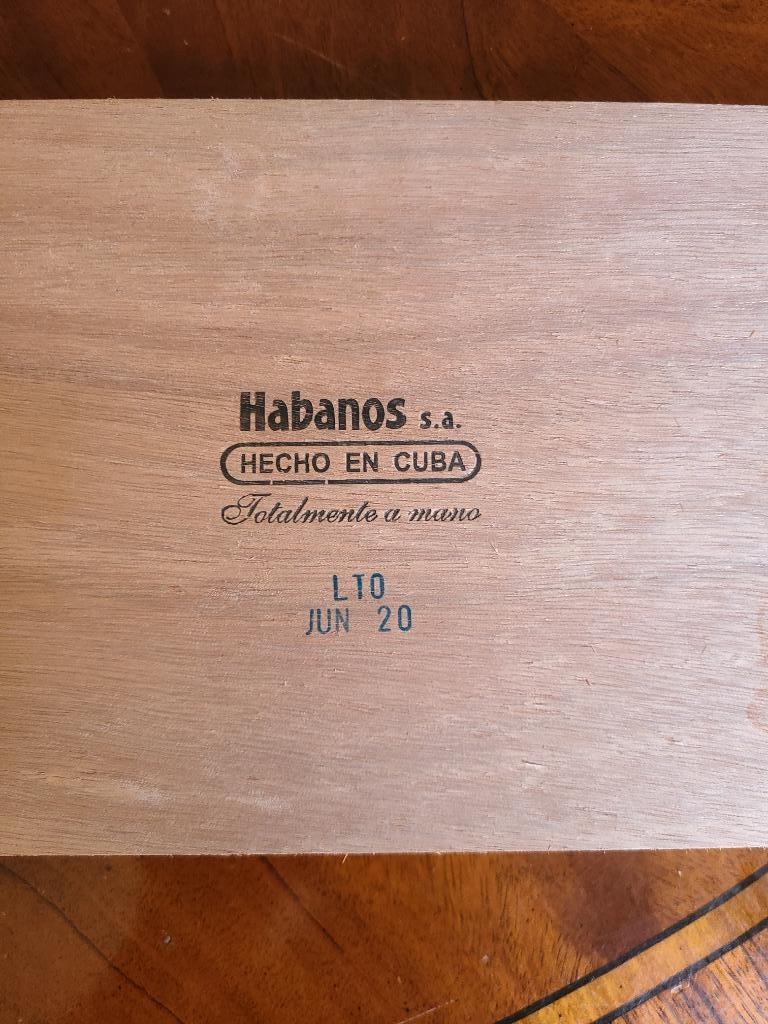 Habanos s.a.
HECHO EN CUBA
Totalmente a mano
LTO
JUN 20